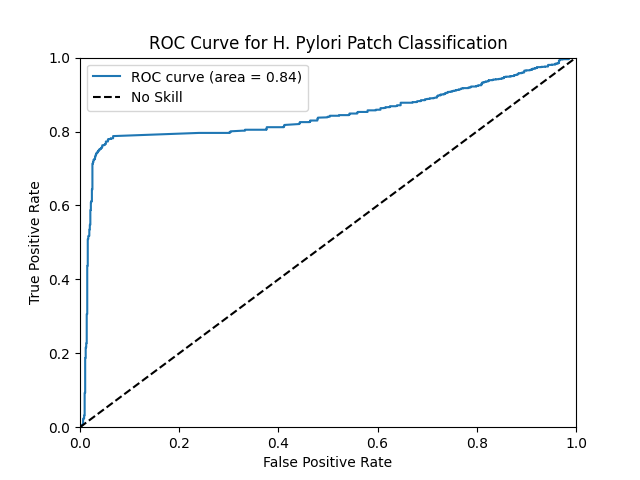 ROC Curve for H. Pylori Patch Classification
1.0
0.8
0.6
0.4
0.2
0.0
True Positive Rate
ROC curve (area = 0.84)
No Skill
0.0 0.2 0.4 0.6 0.8 1.0
False Positive Rate